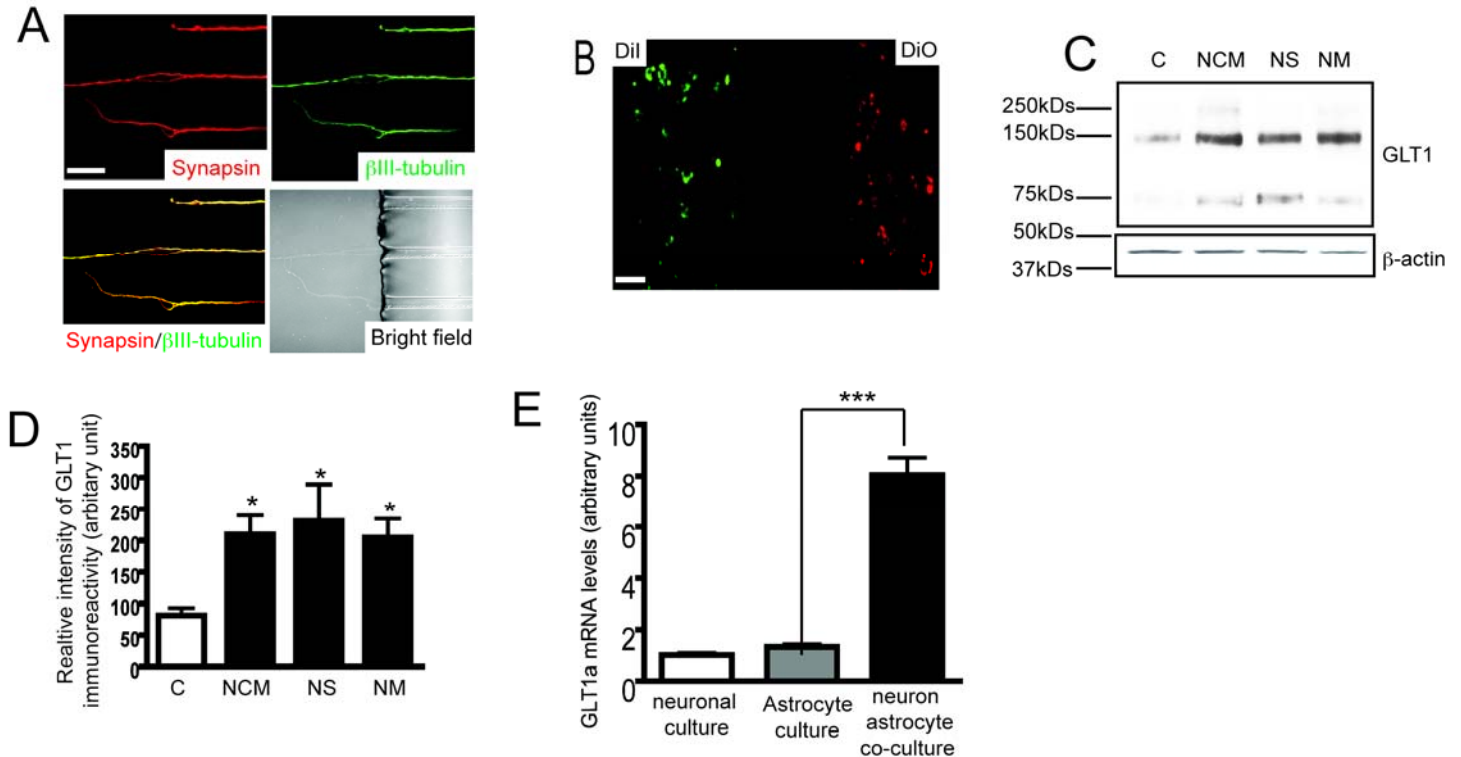 A
Synapsin
βIII-tubulin
Synapsin/βIII-tubulin
Bright field
B
DiI
DiO
C
C NCM NS NM
250kDs
150kDs
75kDs
50kDs
37kDs
GLT1
β-actin
D
Realtive intensity of GLT1
immunoreactivity (arbitary unit)
350
300
250
200
150
100
50
0
*
*
*
C NCM NS NM
E
GLT1a mRNA levels (arbitrary units)
10
8
6
4
2
0
***
neuronal
culture
Astrocyte
culture
neuron
astrocyte
co-culture